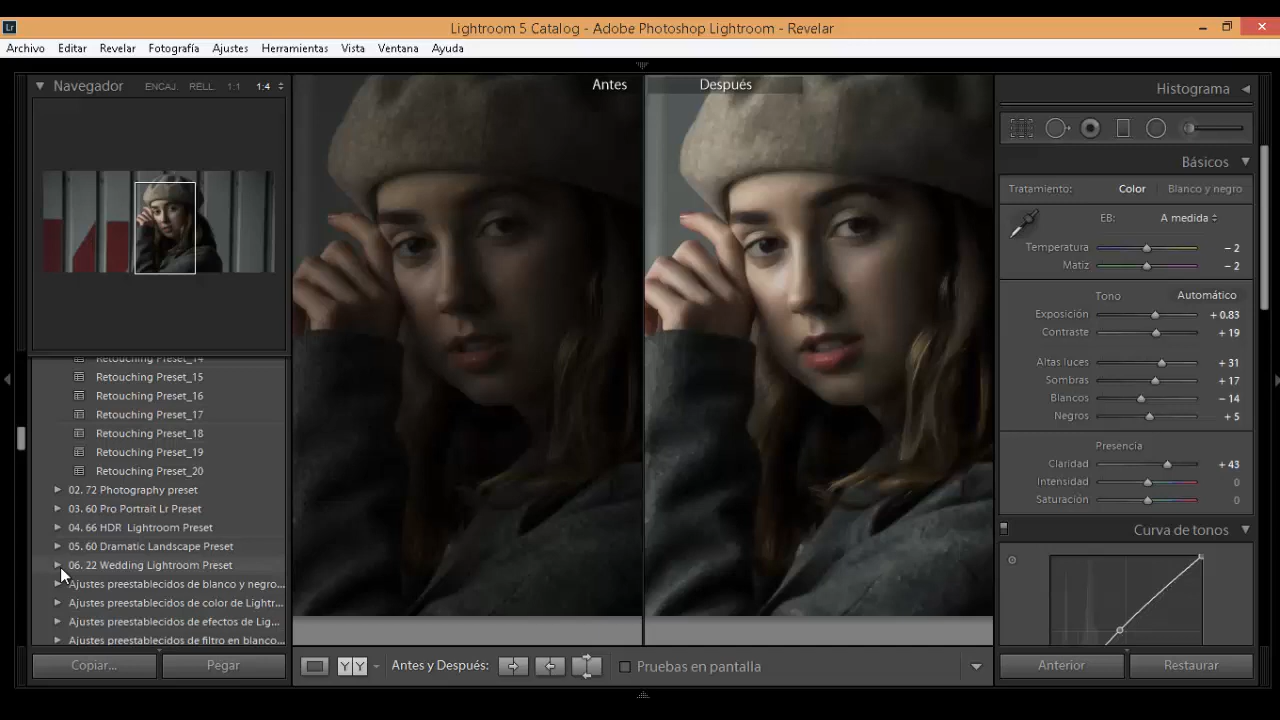 Lr
Lightroom 5 Catalog - Adobe Photoshop Lightroom - Revelar
Archivo Editar Revelar Fotografía Ajustes Herramientas Vista Ventana Ayuda
Navegador ENCAJ. RELL. 1:1 1:4
Retouching Preset_14
Retouching Preset_15
Retouching Preset_16
Retouching Preset_17
Retouching Preset_18
Retouching Preset_19
Retouching Preset_20
02. 72 Photography preset
03. 60 Pro Portrait Lr Preset
04. 66 HDR Lightroom Preset
05. 60 Dramatic Landscape Preset
06. 22 Wedding Lightroom Preset
Ajustes preestablecidos de blanco y negro...
Ajustes preestablecidos de color de Lightr...
Ajustes preestablecidos de efectos de Lig...
Ajustes preestablecidos de filtro en blanco...
Copiar... Pegar
Antes
Después
YY Antes y Después: Pruebas en pantalla
Histograma
Básicos
Tratamiento: Color Blanco y negro
EB: A medida
Temperatura - 2
Matiz - 2
Tono Automático
Exposición + 0.83
Contraste + 19
Altas luces + 31
Sombras + 17
Blancos - 14
Negros + 5
Presencia
Claridad + 43
Intensidad 0
Saturación 0
Curva de tonos
Anterior Restaurar